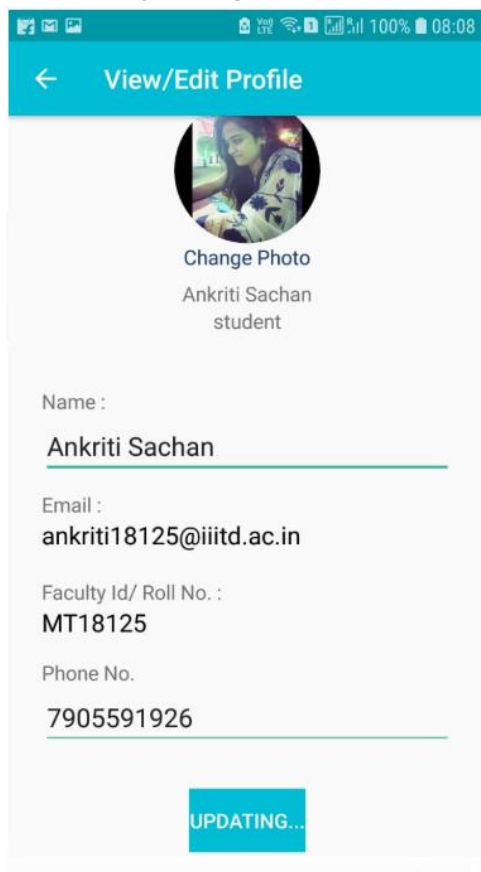 100% 08:08
View/Edit Profile
Change Photo
Ankriti Sachan
student
Name :
Ankriti Sachan
Email :
ankriti18125@iiitd.ac.in
Faculty Id/ Roll No. :
MT18125
Phone No.
7905591926
UPDATING...